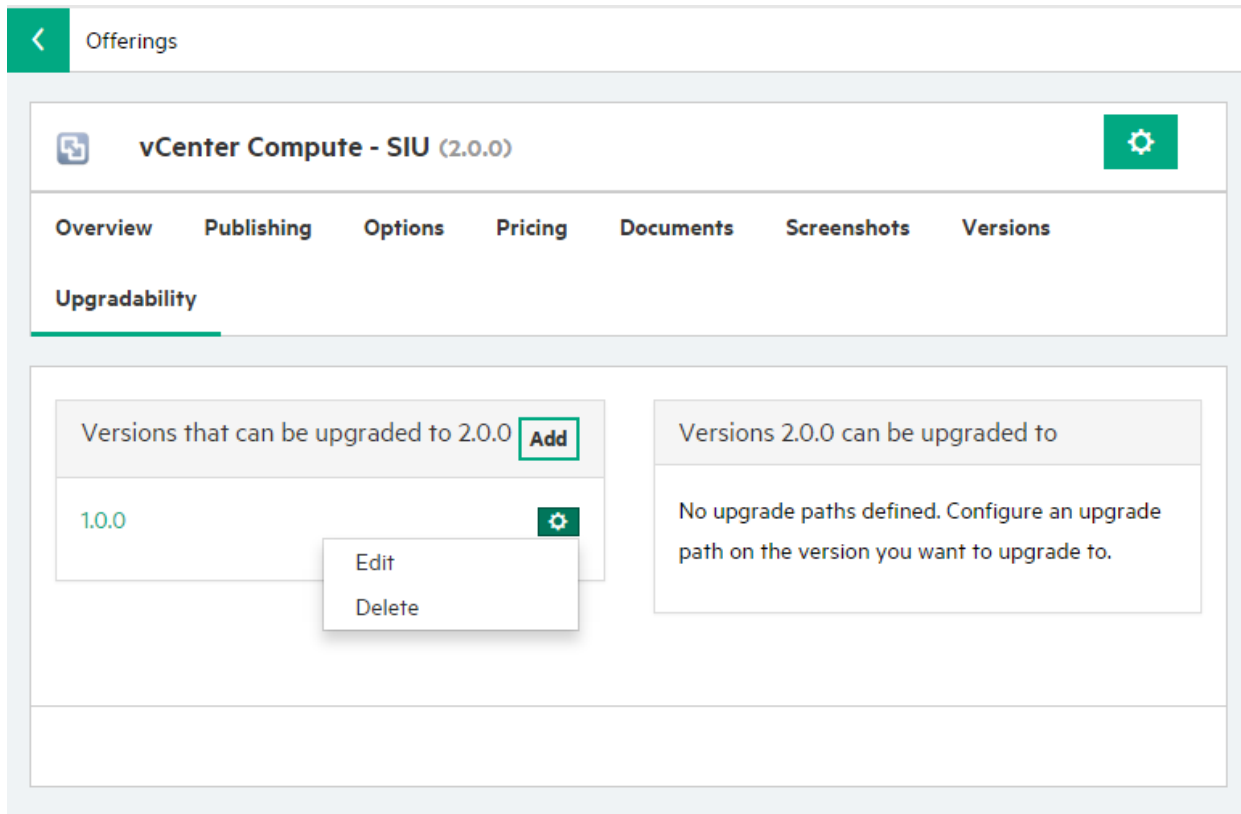 Offerings
vCenter Compute - SIU (2.0.0)
Overview Publishing Options Pricing Documents Screenshots Versions
Upgradability
Versions that can be upgraded to 2.0.0 Add
1.0.0
Edit
Delete
Versions 2.0.0 can be upgraded to
No upgrade paths defined. Configure an upgrade
path on the version you want to upgrade to.